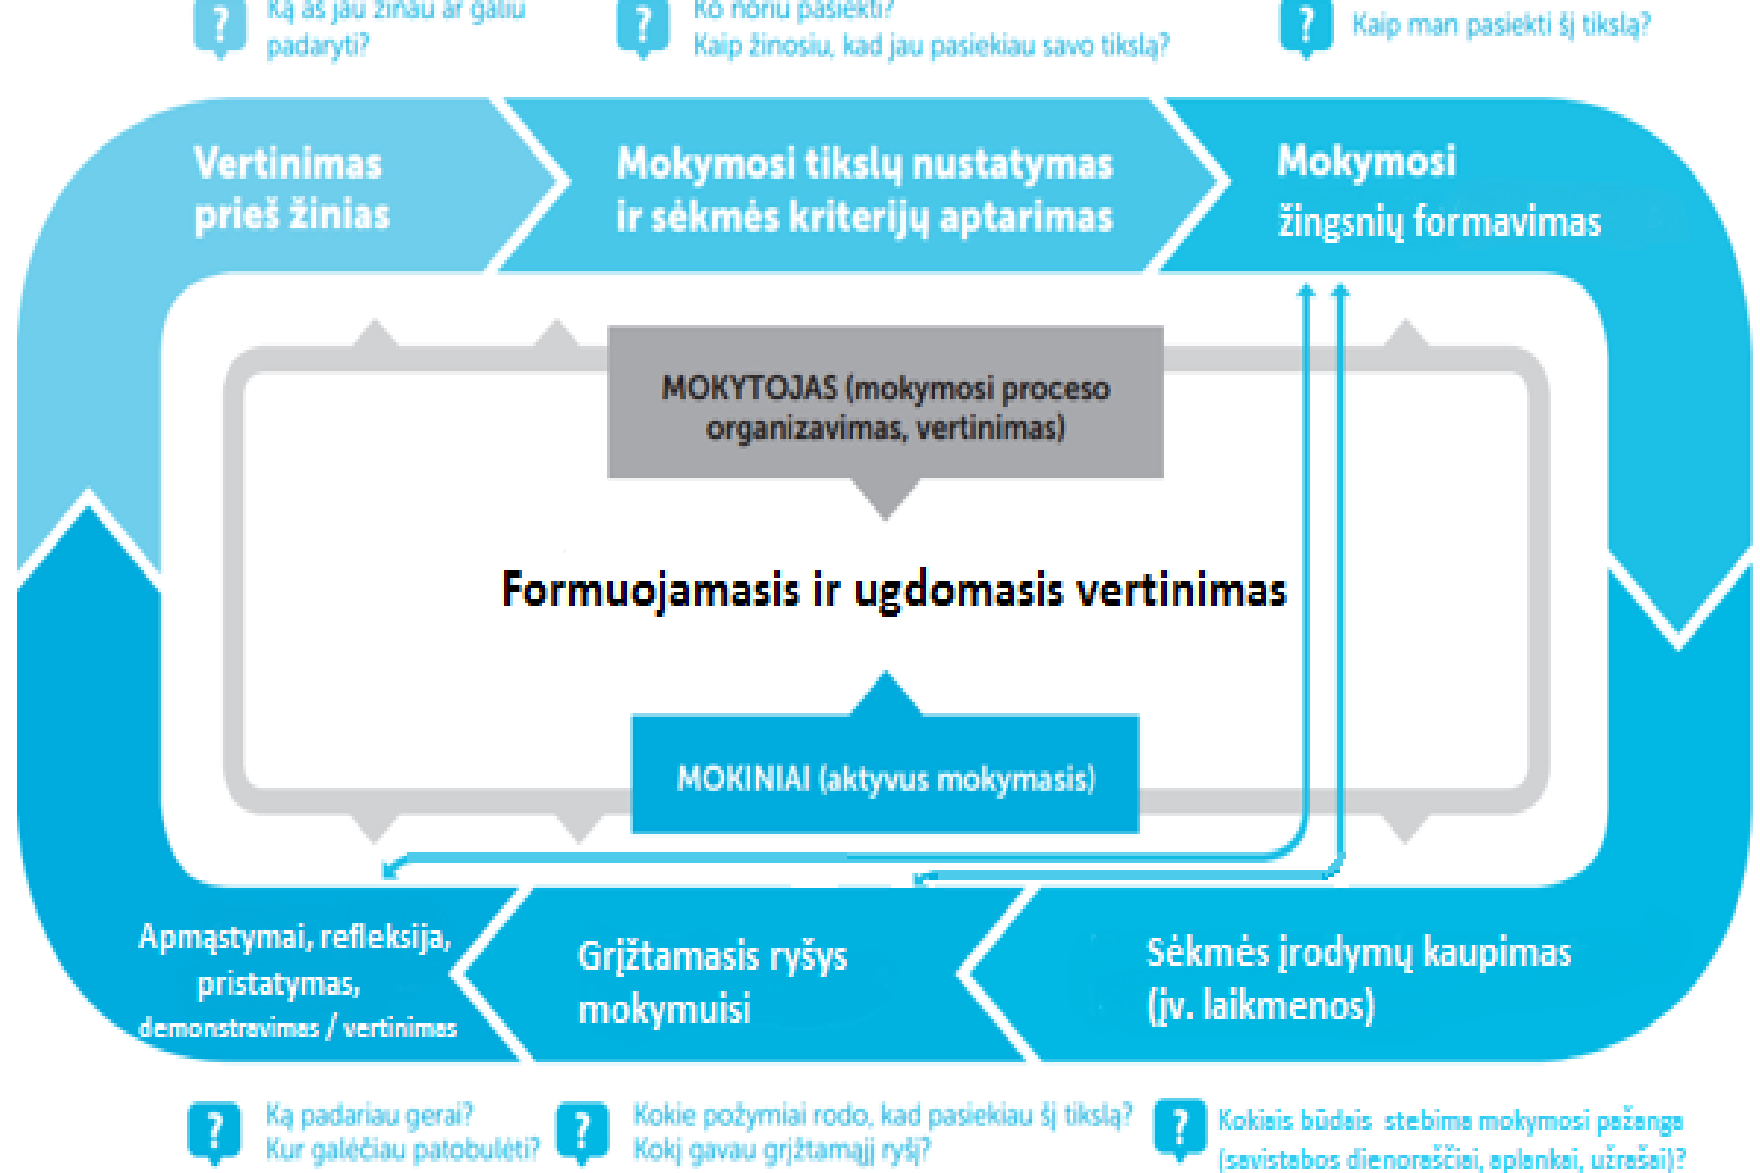 Ką aš jau žinau ar galiu
padaryti?
Ko noriu pasiekti?
Kaip žinosiu, kad jau pasiekiau savo tikslą?
Kaip man pasiekti šį tikslą?
Vertinimas
prieš žinias
Mokymosi tikslų nustatymas
ir sėkmės kriterijų aptarimas
Mokymosi
žingsnių formavimas
MOKYTOJAS (mokymosi proceso
organizavimas, vertinimas)
Formuojamasis ir ugdomasis vertinimas
MOKINIAI (aktyvus mokymasis)
Apmąstymai, refleksija,
pristatymas,
demonstravimas / vertinimas
Grįžtamasis ryšys
mokymuisi
Sėkmės įrodymų kaupimas
(įv. laikmenos)
Ką padariau gerai?
Kur galėčiau patobulėti?
Kokie požymiai rodo, kad pasiekiau šį tikslą?
Kokį gavau grįžtamąjį ryšį?
Kokiais būdais stebima mokymosi pažanga
(savistabos dienoraščiai, aplankai, užrašai)?